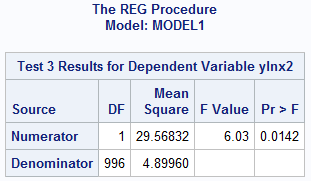 The REG Procedure
Model: MODEL1
Test 3 Results for Dependent Variable ylnx2
Source DF Mean Square F Value Pr > F
Numerator 1 29.56832 6.03 0.0142
Denominator 996 4.89960